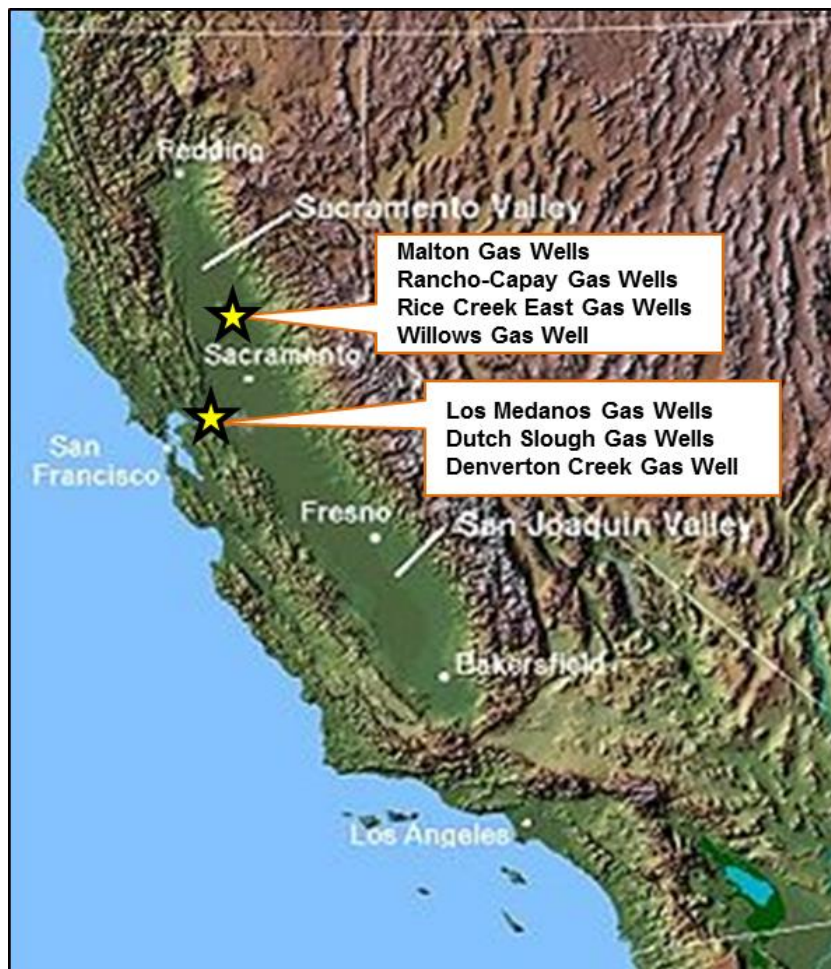 Redding
Sacramento Valley
Malton Gas Wells
Rancho-Capay Gas Wells
Rice Creek East Gas Wells
Willows Gas Well
Sacramento
Los Medanos Gas Wells
Dutch Slough Gas Wells
Denverton Creek Gas Well
San
Francisco
Fresno
San Joaquin Valley
Bakersfield
Los Angeles